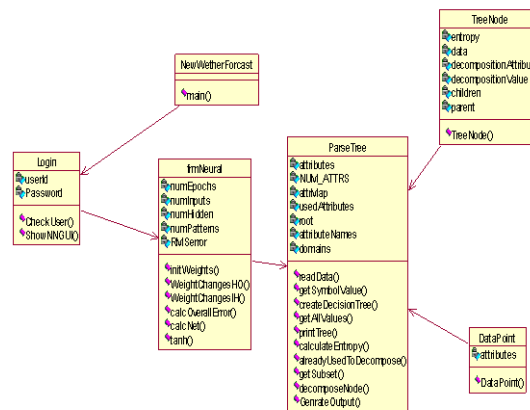 TreeNode
entropy
data
decompositionAttribu
decompositionValue
children
parent
TreeNode()
NewWetherForcast
main()
Login
userId
Password
CheckUser()
ShowNNGUI()
frmNeural
numEpochs
numInputs
numHidden
numPatterns
RMSerror
initWeights()
WeightChangesHO()
WeightChangesIH()
calcOverallError()
calcNet()
tanh()
ParseTree
attributes
NUM_ATTRS
attrMap
usedAttributes
root
attributeNames
domains
readData()
getSymbolValue()
createDecisionTree()
getAllValues()
printTree()
calculateEntropy()
alreadyUsedToDecompose()
getSubset()
decomposeNode()
GenrateOutput()
DataPoint
attributes
DataPoint()